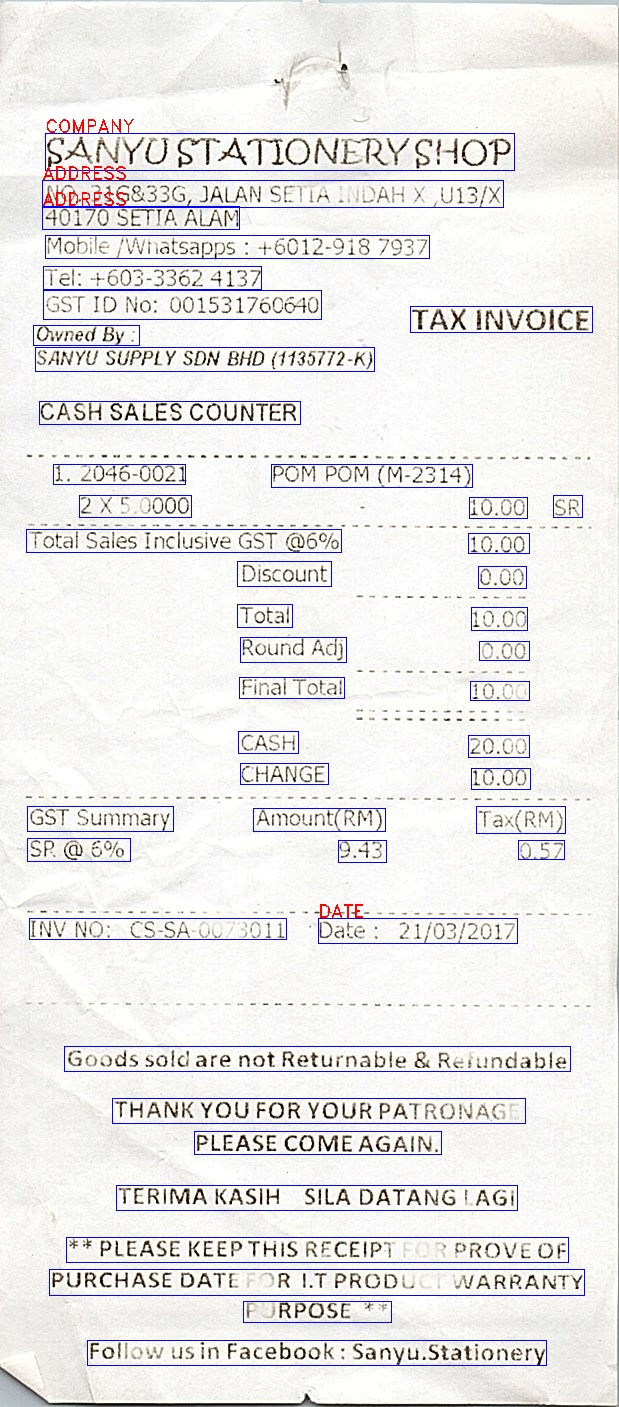 COMPANY
SANYU STATIONERY SHOP
ADDRESS
NO. 31G&33G, JALAN SETIA INDAH X ,U13/X
ADDRESS
40170 SETIA ALAM
Mobile /Whatsapps : +6012-918 7937
Tel: +603-3362 4137
GST ID No: 001531760640
TAX INVOICE
Owned By :
SANYU SUPPLY SDN BHD (1135772-K)
CASH SALES COUNTER
1. 2046-0021 POM POM (M-2314)
2 X 5.0000 - 10.00 SR
Total Sales Inclusive GST @6% 10.00
Discount 0.00
Total 10.00
Round Adj 0.00
Final Total 10.00
CASH 20.00
CHANGE 10.00
GST Summary Amount(RM) Tax(RM)
SR @ 6% 9.43 0.57
DATE
INV NO: CS-SA-0073011 Date : 21/03/2017
Goods sold are not Returnable & Refundable
THANK YOU FOR YOUR PATRONAGE
PLEASE COME AGAIN.
TERIMA KASIH SILA DATANG LAGI
** PLEASE KEEP THIS RECEIPT FOR PROVE OF
PURCHASE DATE FOR I.T PRODUCT WARRANTY
PURPOSE **
Follow us in Facebook : Sanyu.Stationery